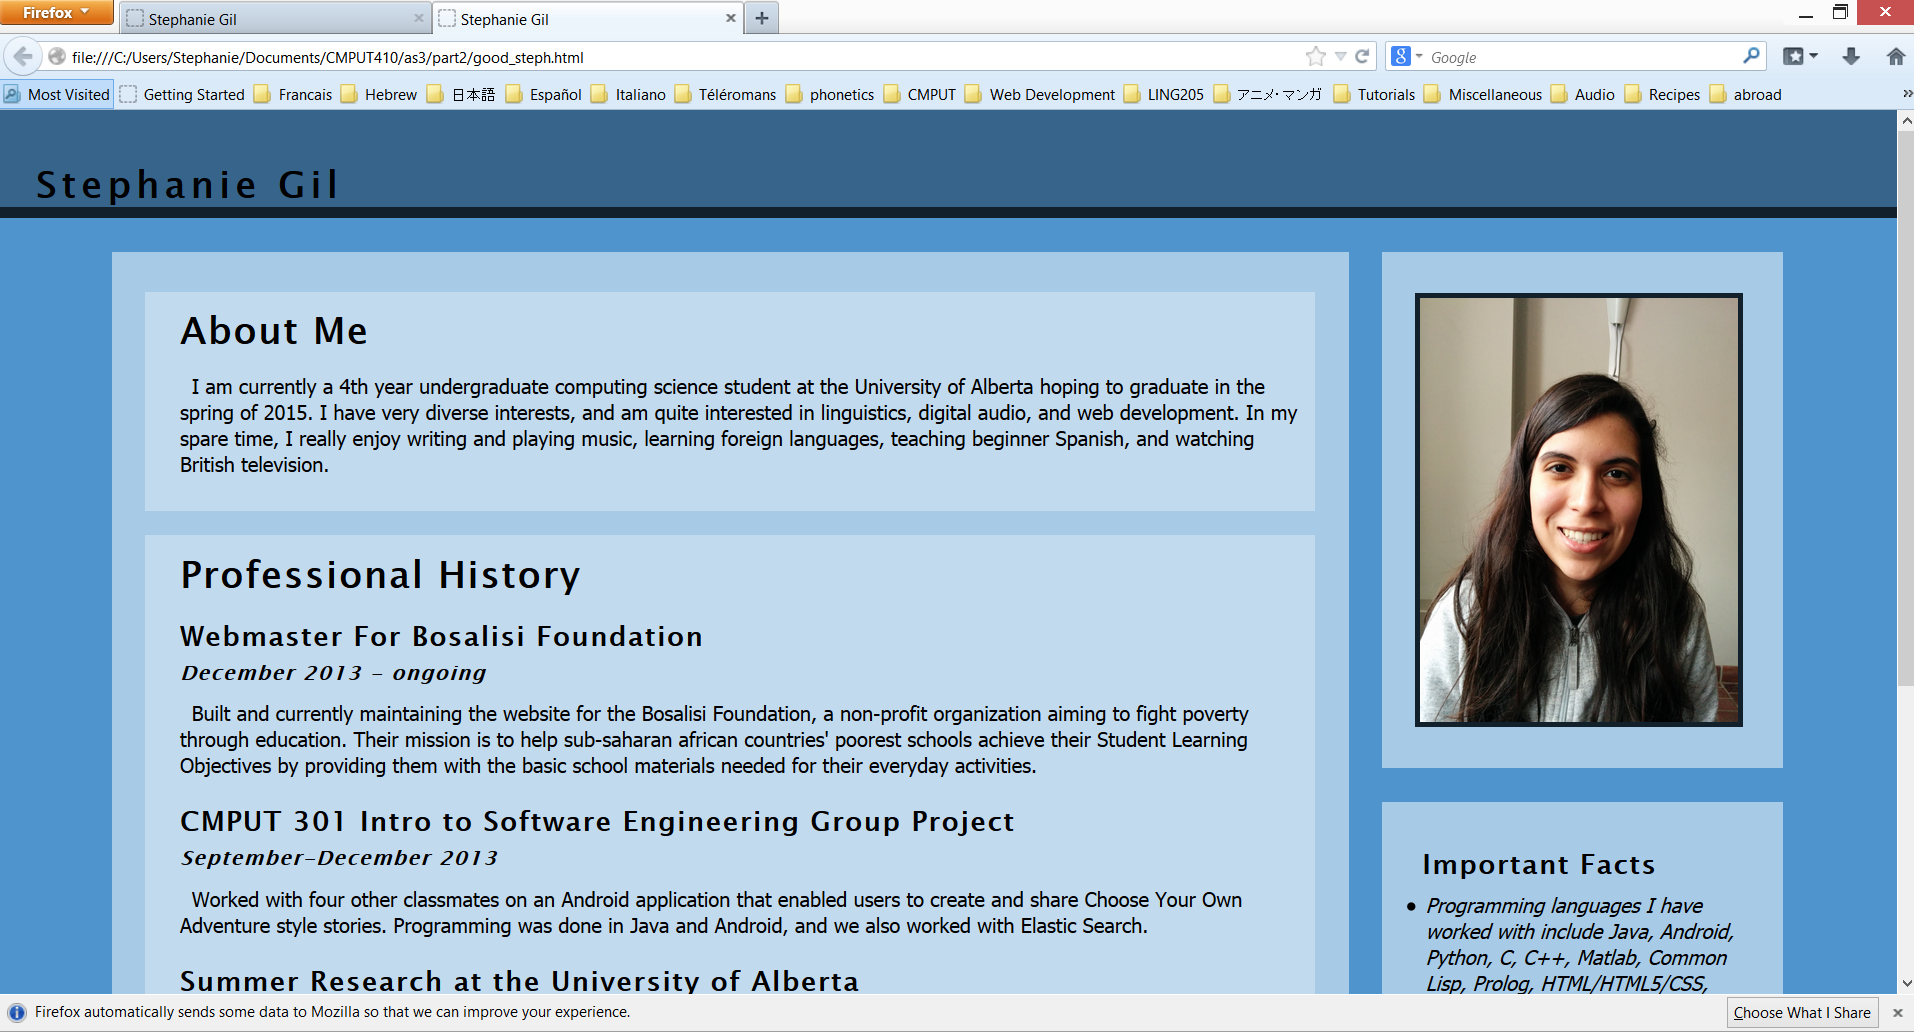 Firefox
Stephanie Gil
Stephanie Gil
file:///C:/Users/Stephanie/Documents/CMPUT410/as3/part2/good_steph.html
Google
Most Visited Getting Started Francais Hebrew 日本語 Español Italiano Téléromans phonetics CMPUT Web Development LING205 アニメ・マンガ Tutorials Miscellaneous Audio Recipes abroad
Stephanie Gil
About Me
I am currently a 4th year undergraduate computing science student at the University of Alberta hoping to graduate in the
spring of 2015. I have very diverse interests, and am quite interested in linguistics, digital audio, and web development. In my
spare time, I really enjoy writing and playing music, learning foreign languages, teaching beginner Spanish, and watching
British television.
Professional History
Webmaster For Bosalisi Foundation
December 2013 – ongoing
Built and currently maintaining the website for the Bosalisi Foundation, a non-profit organization aiming to fight poverty
through education. Their mission is to help sub-saharan african countries' poorest schools achieve their Student Learning
Objectives by providing them with the basic school materials needed for their everyday activities.
CMPUT 301 Intro to Software Engineering Group Project
September–December 2013
Worked with four other classmates on an Android application that enabled users to create and share Choose Your Own
Adventure style stories. Programming was done in Java and Android, and we also worked with Elastic Search.
Summer Research at the University of Alberta
Important Facts
• Programming languages I have
worked with include Java, Android,
Python, C, C++, Matlab, Common
Lisp, Prolog, HTML/HTML5/CSS,
Firefox automatically sends some data to Mozilla so that we can improve your experience.
Choose What I Share